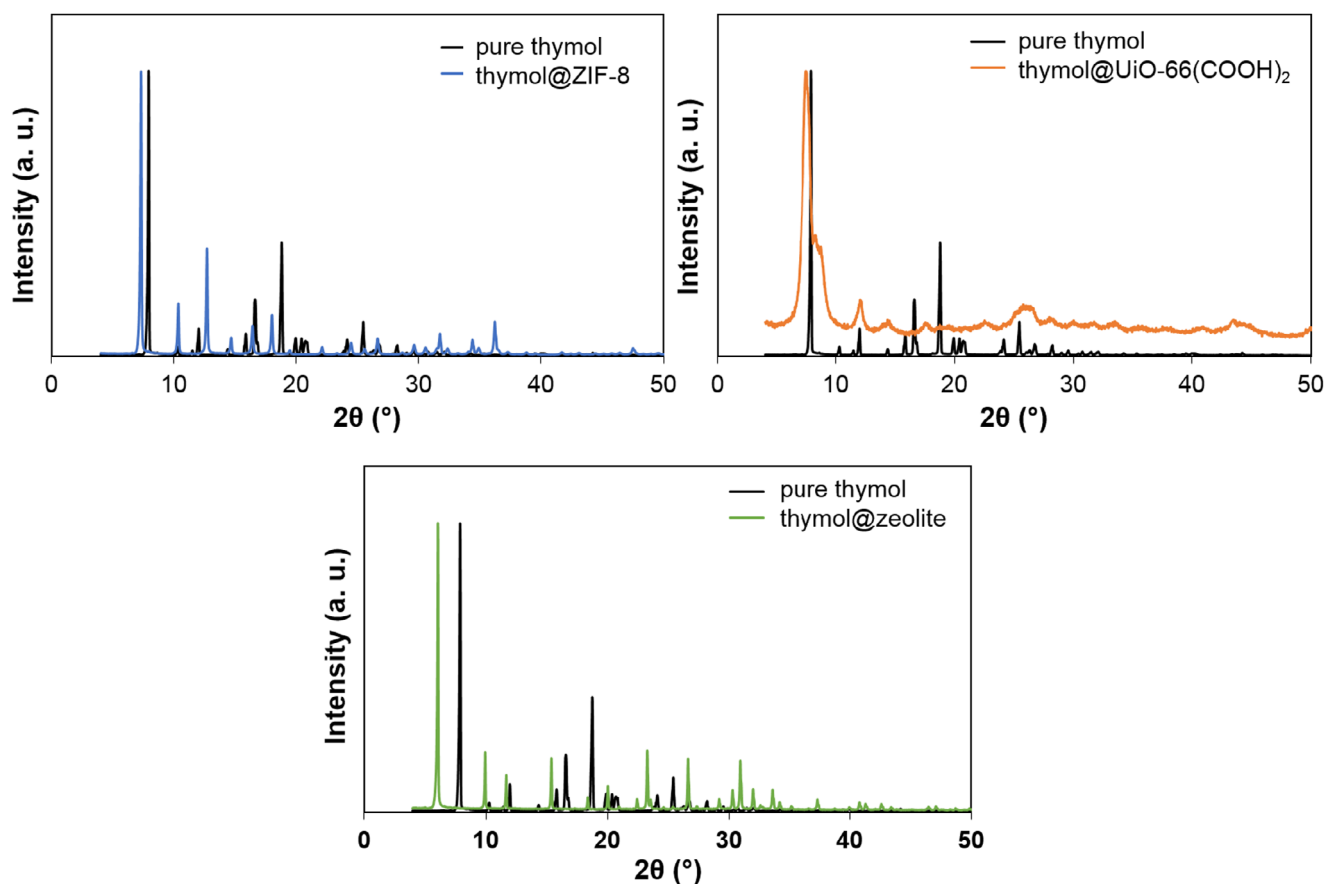 pure thymol
thymol@ZIF-8
Intensity (a. u.)
0 10 20 30 40 50
2θ (°)
pure thymol
thymol@UiO-66(COOH)₂
Intensity (a. u.)
0 10 20 30 40 50
2θ (°)
pure thymol
thymol@zeolite
Intensity (a. u.)
0 10 20 30 40 50
2θ (°)